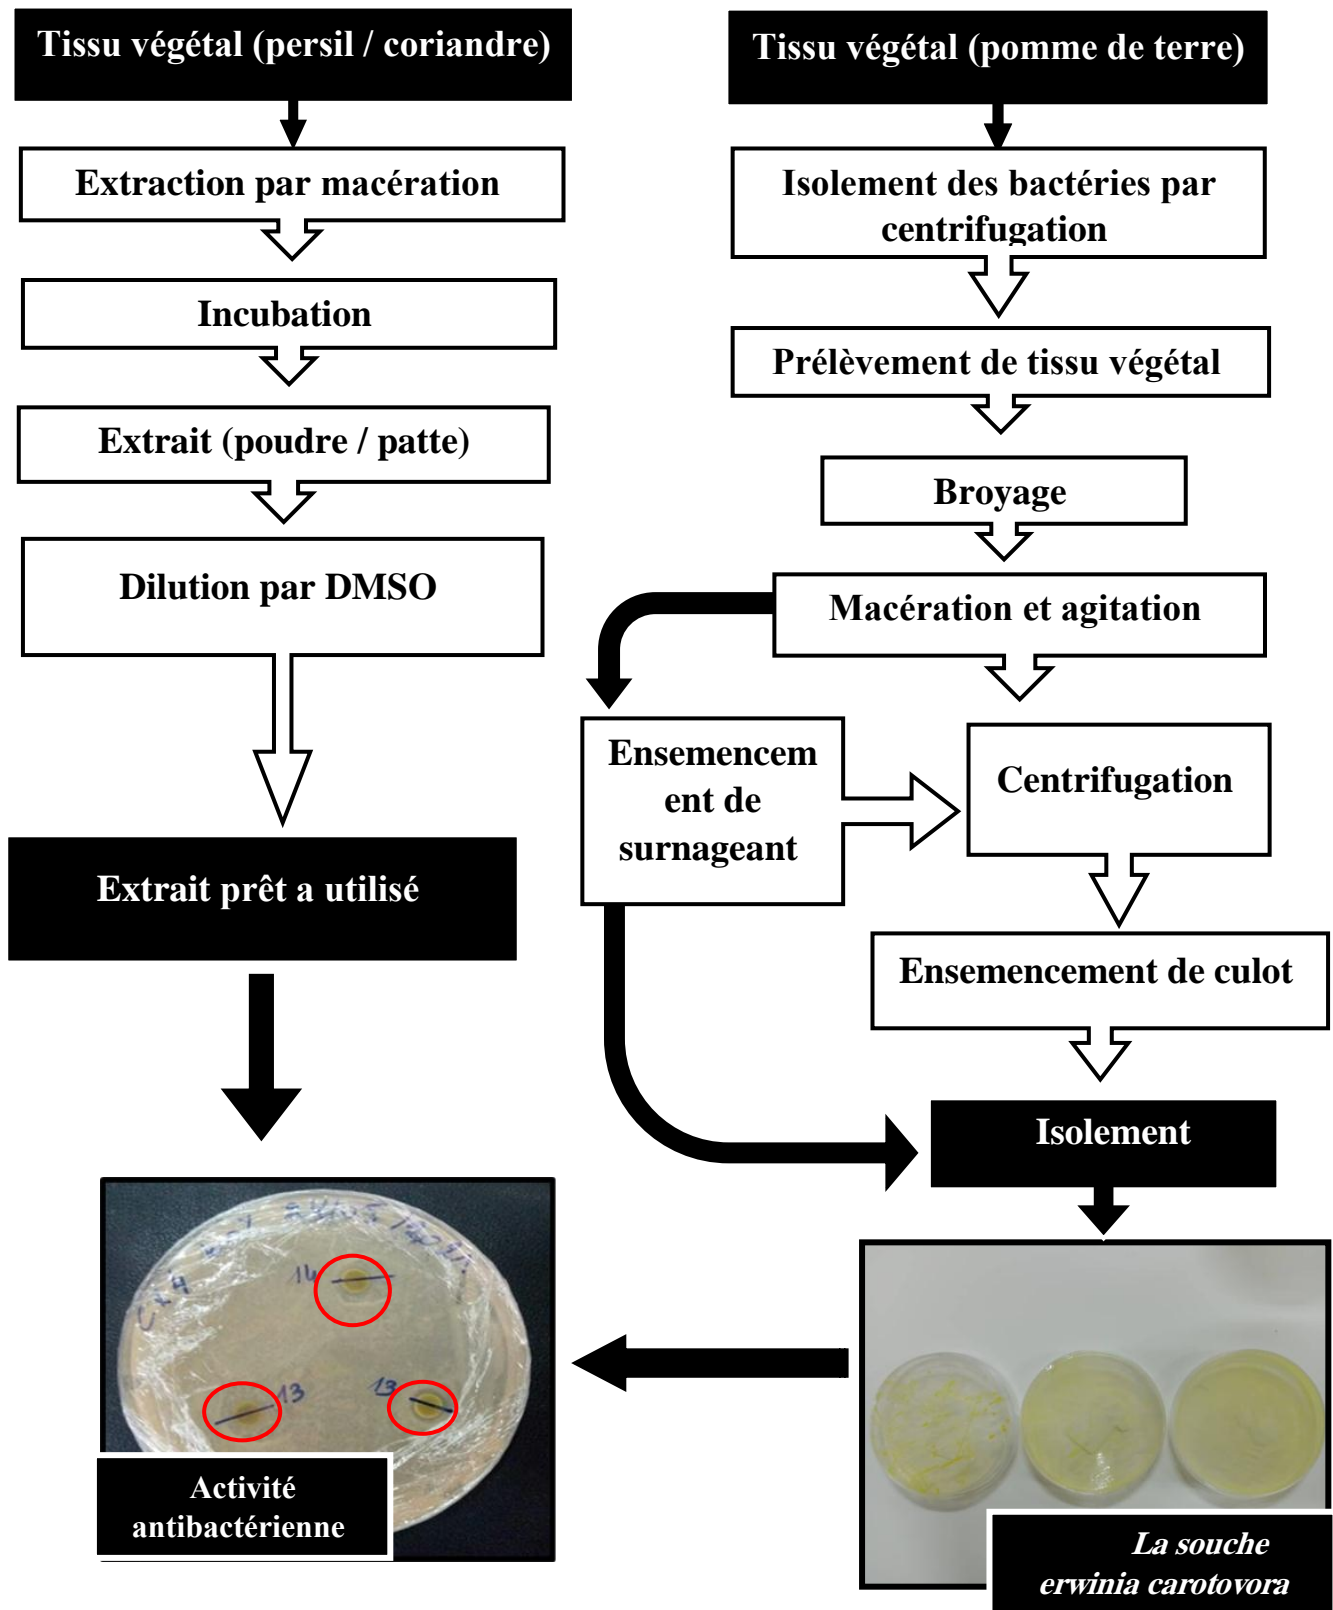 Tissu végétal (persil / coriandre)
Extraction par macération
Incubation
Extrait (poudre / patte)
Dilution par DMSO
Extrait prêt a utilisé
Tissu végétal (pomme de terre)
Isolement des bactéries par
centrifugation
Prélèvement de tissu végétal
Broyage
Macération et agitation
Ensemencem
ent de
surnageant
Centrifugation
Ensemencement de culot
Isolement
14
13
13
Activité
antibactérienne
La souche
erwinia carotovora